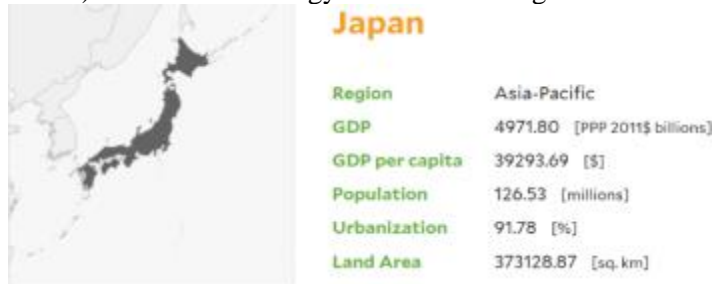 Japan
Region Asia-Pacific
GDP 4971.80 [PPP 2011$ billions]
GDP per capita 39293.69 [$]
Population 126.53 [millions]
Urbanization 91.78 [%]
Land Area 373128.87 [sq. km]